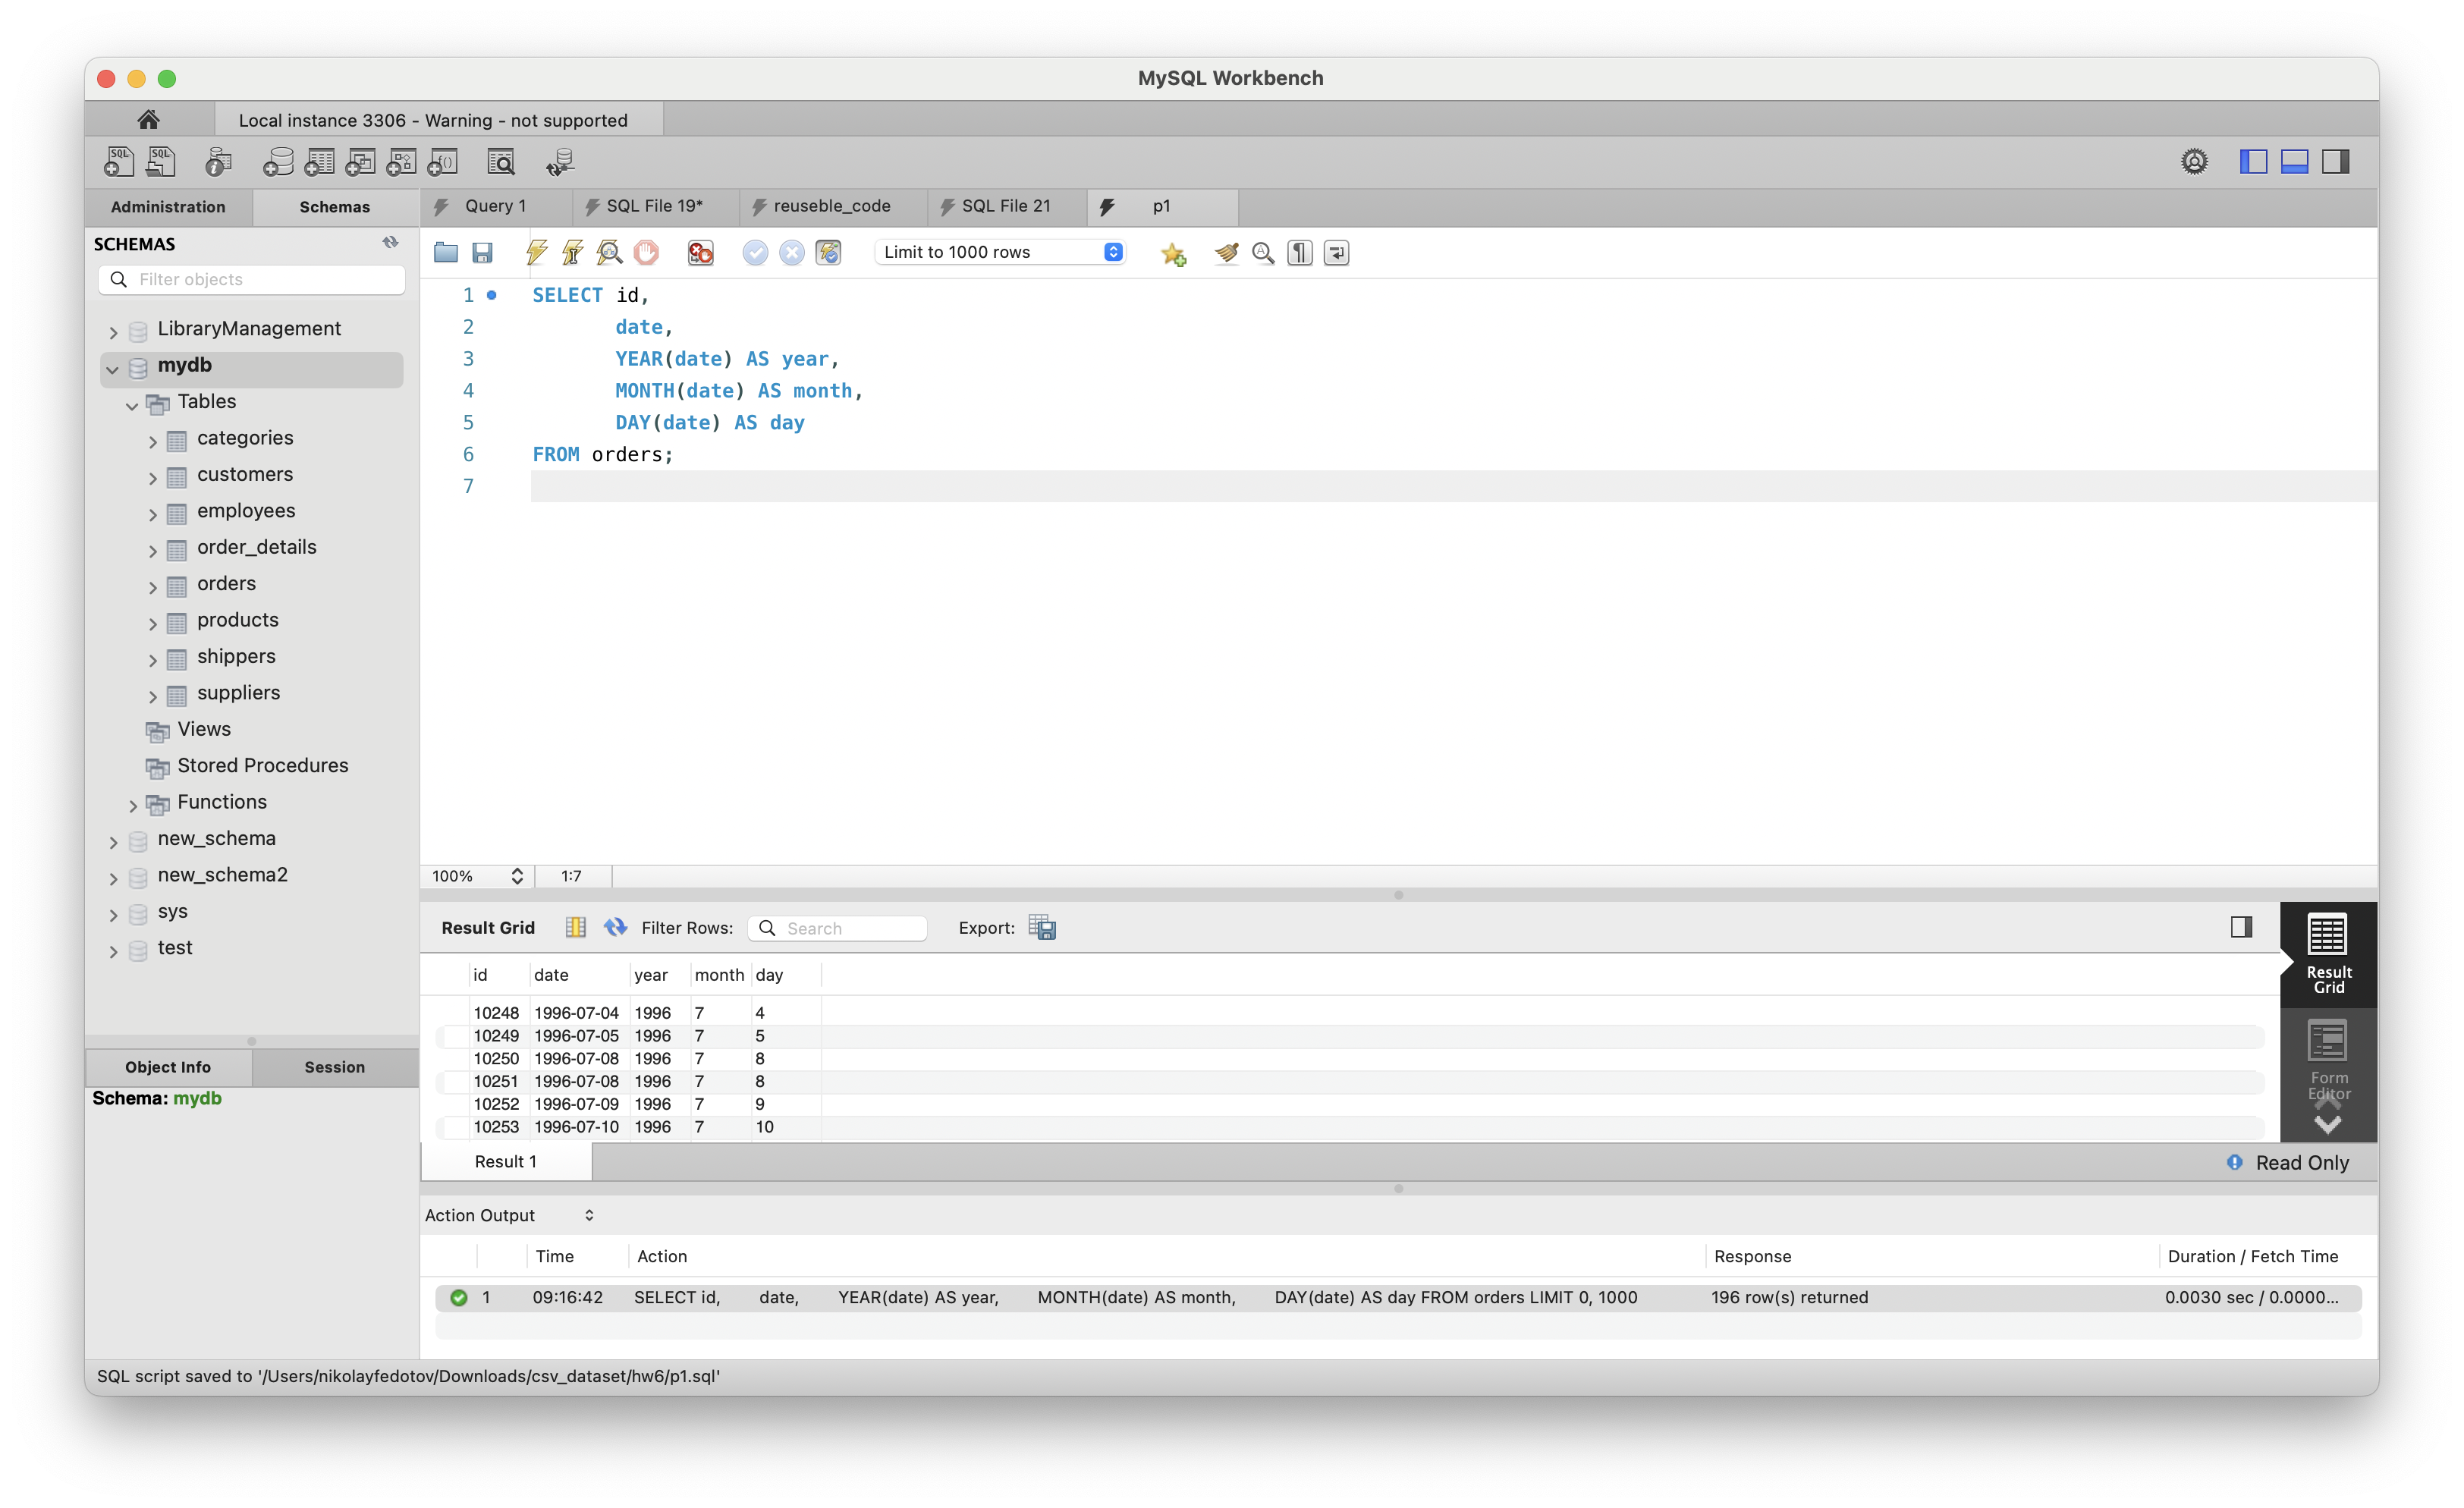 MySQL Workbench
Local instance 3306 - Warning - not supported
SQL SQL i f()
Administration Schemas Query 1 SQL File 19* reuseble_code SQL File 21 p1
SCHEMAS
Filter objects
LibraryManagement
mydb
Tables
categories
customers
employees
order_details
orders
products
shippers
suppliers
Views
Stored Procedures
Functions
new_schema
new_schema2
sys
test
Object Info Session
Schema: mydb
Limit to 1000 rows
1 SELECT id,
2 date,
3 YEAR(date) AS year,
4 MONTH(date) AS month,
5 DAY(date) AS day
6 FROM orders;
7
100% 1:7
Result Grid Filter Rows: Search Export:
id date year month day
10248 1996-07-04 1996 7 4
10249 1996-07-05 1996 7 5
10250 1996-07-08 1996 7 8
10251 1996-07-08 1996 7 8
10252 1996-07-09 1996 7 9
10253 1996-07-10 1996 7 10
Result
Grid
Form
Editor
Result 1 Read Only
Action Output
Time Action Response Duration / Fetch Time
1 09:16:42 SELECT id, date, YEAR(date) AS year, MONTH(date) AS month, DAY(date) AS day FROM orders LIMIT 0, 1000 196 row(s) returned 0.0030 sec / 0.0000...
SQL script saved to '/Users/nikolayfedotov/Downloads/csv_dataset/hw6/p1.sql'